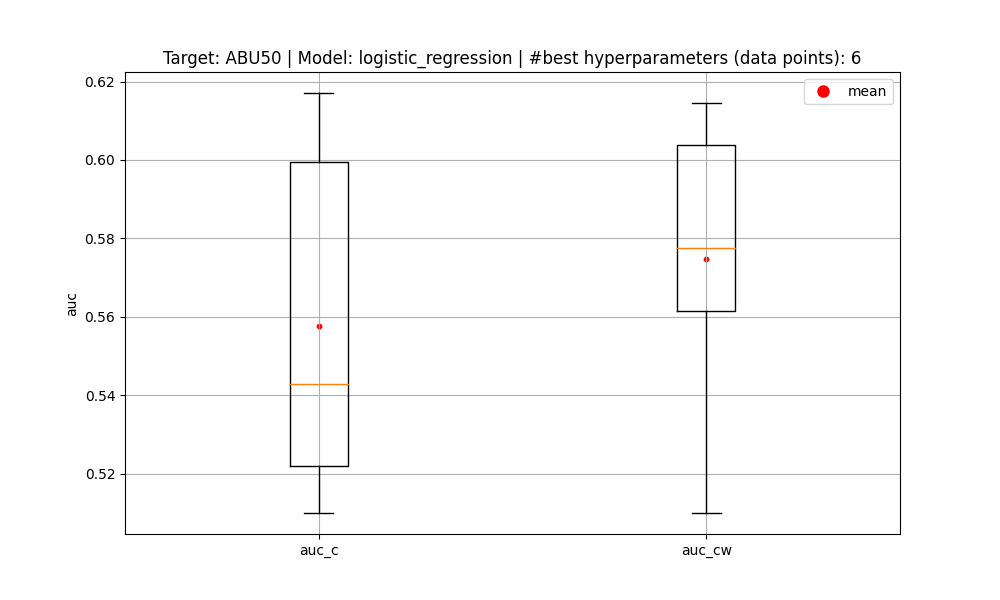 Target: ABU50 | Model: logistic_regression | #best hyperparameters (data points): 6
mean
0.62
0.60
0.58
0.56
0.54
0.52
auc
auc_c
auc_cw